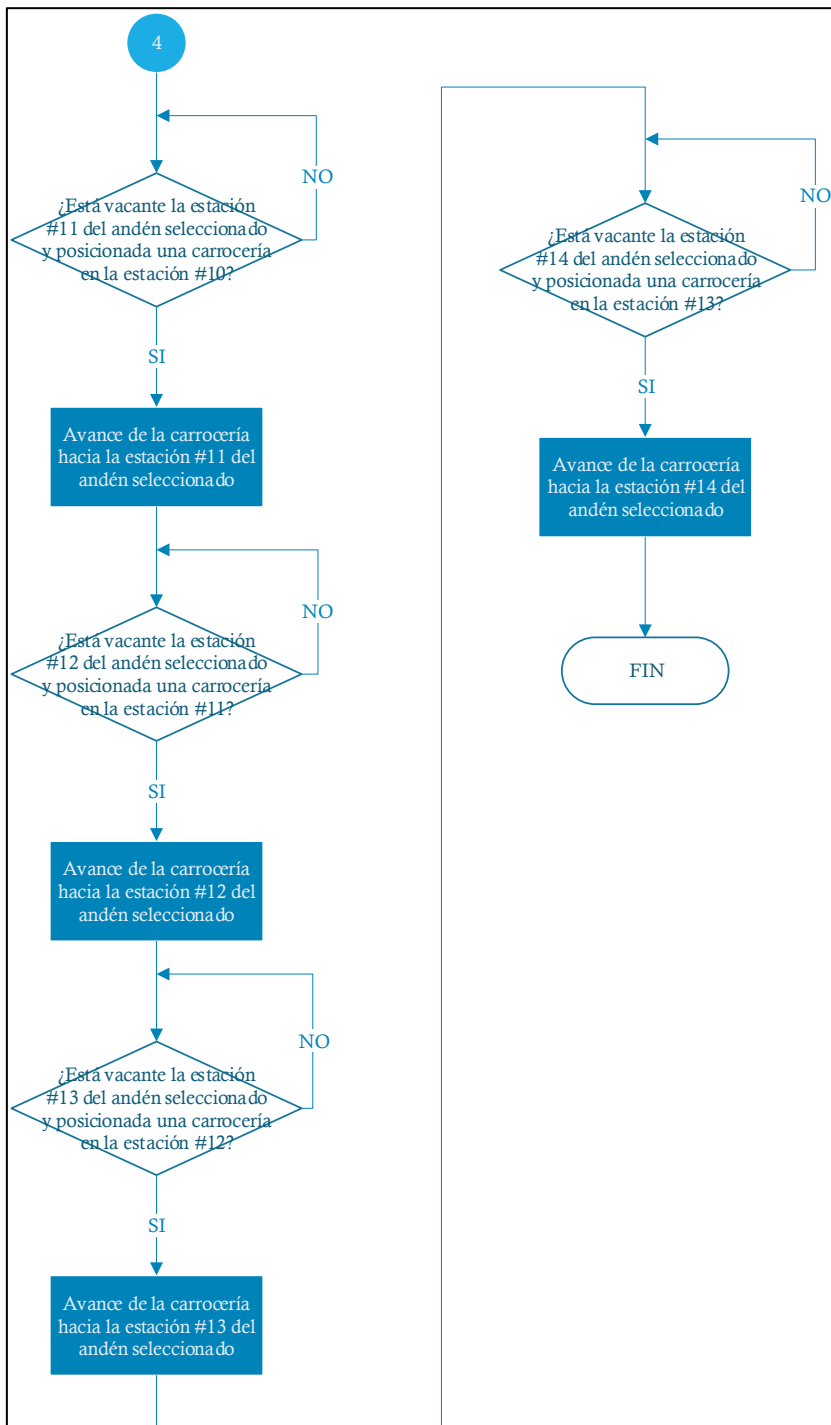 4
NO
¿Está vacante la estación
#11 del andén seleccionado
y posicionada una carrocería
en la estación #10?
SI
Avance de la carrocería
hacia la estación #11 del
andén seleccionado
NO
¿Está vacante la estación
#12 del andén seleccionado
y posicionada una carrocería
en la estación #11?
SI
Avance de la carrocería
hacia la estación #12 del
andén seleccionado
NO
¿Está vacante la estación
#13 del andén seleccionado
y posicionada una carrocería
en la estación #12?
SI
Avance de la carrocería
hacia la estación #13 del
andén seleccionado
NO
¿Está vacante la estación
#14 del andén seleccionado
y posicionada una carrocería
en la estación #13?
SI
Avance de la carrocería
hacia la estación #14 del
andén seleccionado
FIN